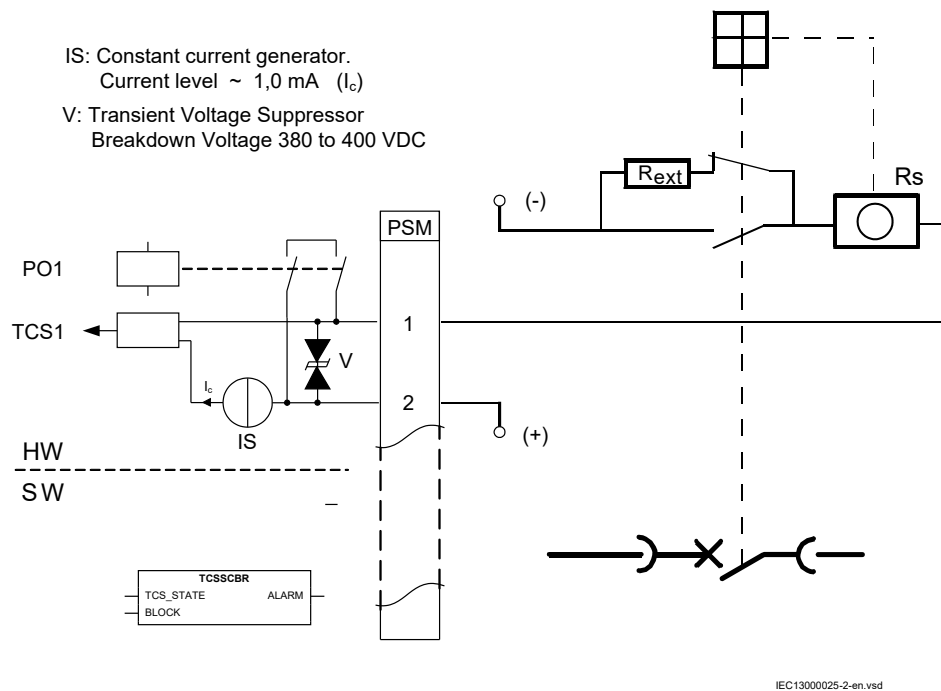 IS: Constant current generator.
Current level ~ 1,0 mA (Ic)
V: Transient Voltage Suppressor
Breakdown Voltage 380 to 400 VDC
Rext
Rs
(-)
PSM
PO1
TCS1
1
V
Ic
2
IS
(+)
HW
SW
_
TCSSCBR
TCS_STATE ALARM
BLOCK
IEC13000025-2-en.vsd